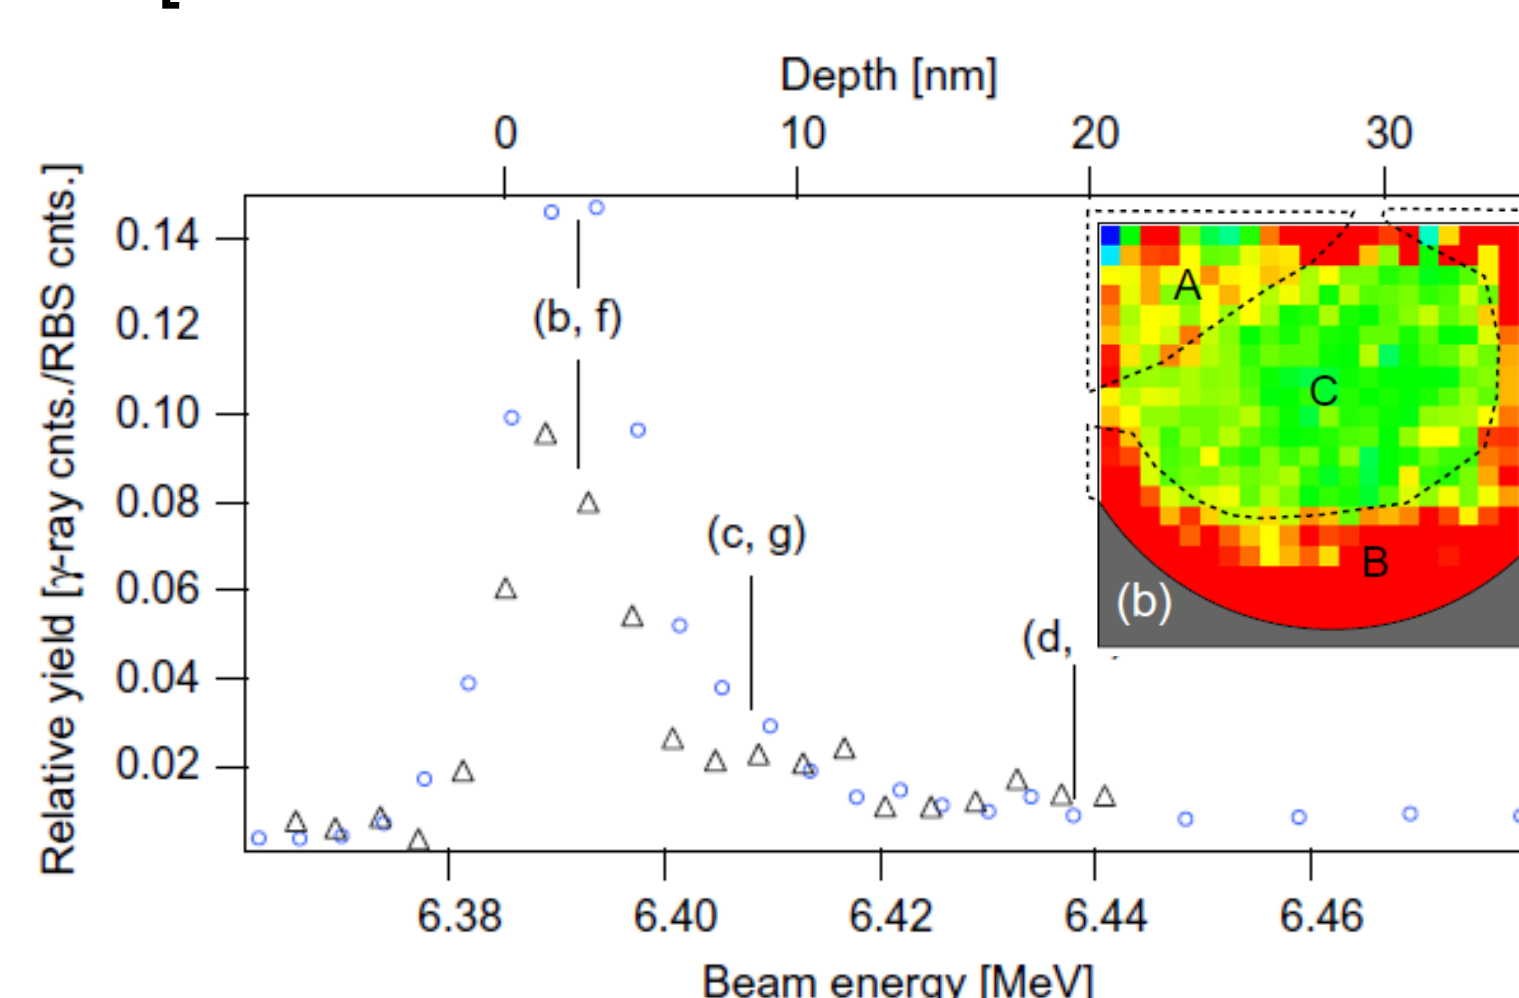 Depth [nm]
0 10 20 30
Relative yield [γ-ray cnts./RBS cnts.]
0.14
0.12
0.10
0.08
0.06
0.04
0.02
(b, f)
(c, g)
(d,
A
C
B
(b)
6.38 6.40 6.42 6.44 6.46
Beam energy [MeV]